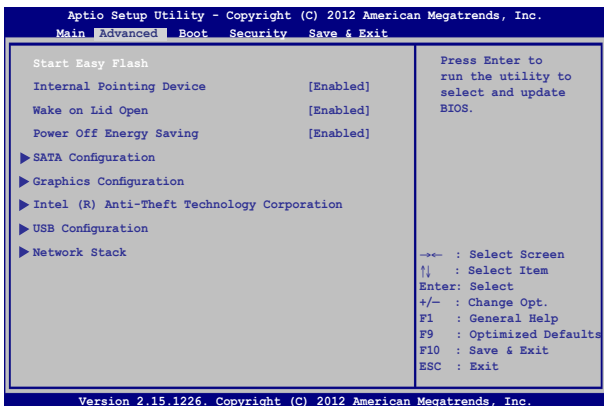 Aptio Setup Utility - Copyright (C) 2012 American Megatrends, Inc.
Main Advanced Boot Security Save & Exit
Start Easy Flash
Internal Pointing Device [Enabled]
Wake on Lid Open [Enabled]
Power Off Energy Saving [Enabled]
▶ SATA Configuration
▶ Graphics Configuration
▶ Intel (R) Anti-Theft Technology Corporation
▶ USB Configuration
▶ Network Stack
Press Enter to
run the utility to
select and update
BIOS.
→← : Select Screen
↑↓ : Select Item
Enter: Select
+/— : Change Opt.
F1 : General Help
F9 : Optimized Defaults
F10 : Save & Exit
ESC : Exit
Version 2.15.1226. Copyright (C) 2012 American Megatrends, Inc.